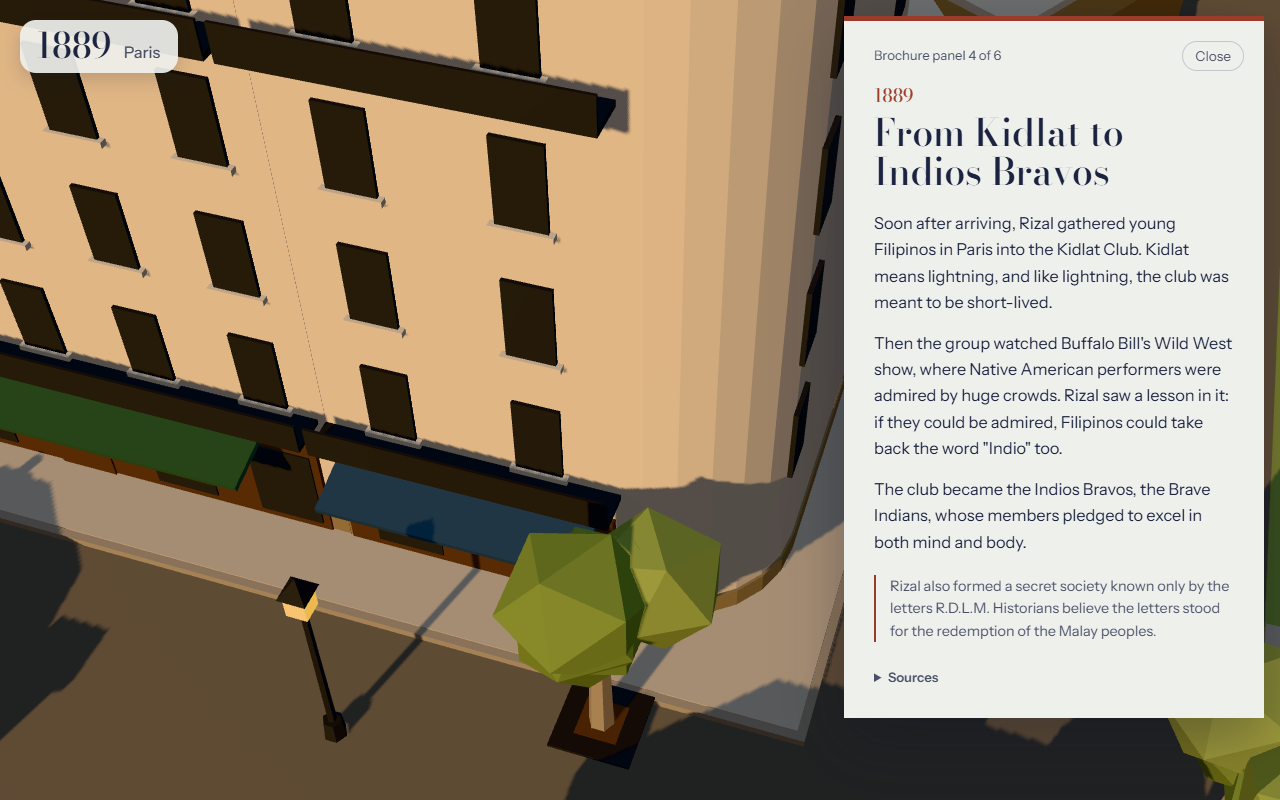 1889 Paris
Brochure panel 4 of 6
Close
1889
From Kidlat to
Indios Bravos
Soon after arriving, Rizal gathered young
Filipinos in Paris into the Kidlat Club. Kidlat
means lightning, and like lightning, the club was
meant to be short-lived.
Then the group watched Buffalo Bill's Wild West
show, where Native American performers were
admired by huge crowds. Rizal saw a lesson in it:
if they could be admired, Filipinos could take
back the word "Indio" too.
The club became the Indios Bravos, the Brave
Indians, whose members pledged to excel in
both mind and body.
Rizal also formed a secret society known only by the
letters R.D.L.M. Historians believe the letters stood
for the redemption of the Malay peoples.
Sources